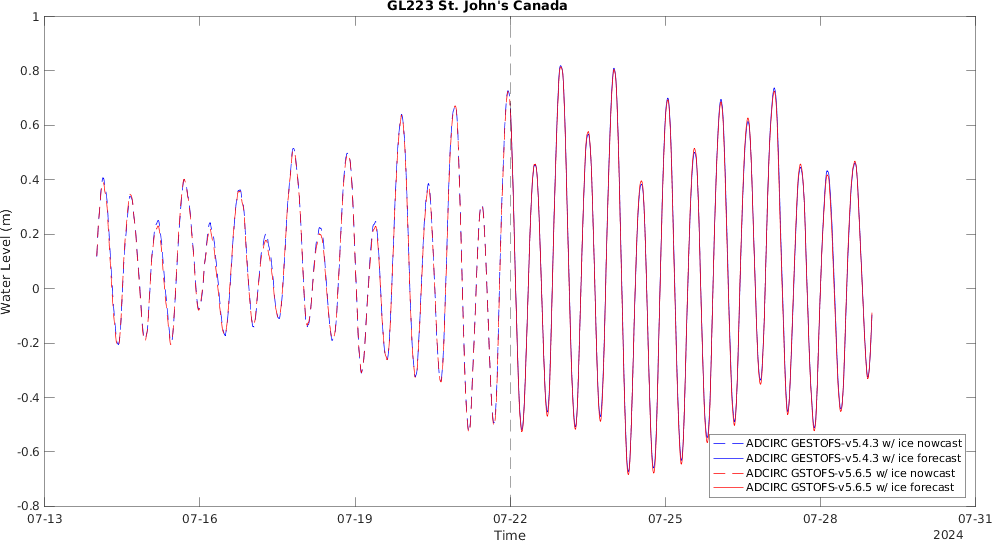 GL223 St. John's Canada
Water Level (m)
1
0.8
0.6
0.4
0.2
0
-0.2
-0.4
-0.6
-0.8
ADCIRC GESTOFS-v5.4.3 w/ ice nowcast
ADCIRC GESTOFS-v5.4.3 w/ ice forecast
ADCIRC GSTOFS-v5.6.5 w/ ice nowcast
ADCIRC GSTOFS-v5.6.5 w/ ice forecast
07-13 07-16 07-19 07-22 07-25 07-28 07-31
Time
2024